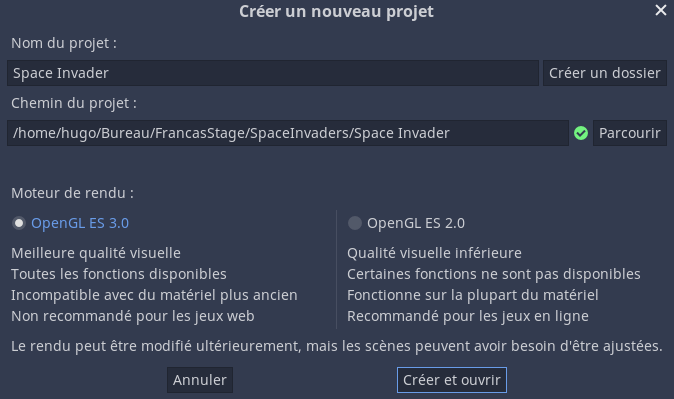 Créer un nouveau projet
Nom du projet :
Space Invader
Créer un dossier
Chemin du projet :
/home/hugo/Bureau/FrancasStage/SpaceInvaders/Space Invader
Parcourir
Moteur de rendu :
OpenGL ES 3.0
Meilleure qualité visuelle
Toutes les fonctions disponibles
Incompatible avec du matériel plus ancien
Non recommandé pour les jeux web
OpenGL ES 2.0
Qualité visuelle inférieure
Certaines fonctions ne sont pas disponibles
Fonctionne sur la plupart du matériel
Recommandé pour les jeux en ligne
Le rendu peut être modifié ultérieurement, mais les scènes peuvent avoir besoin d'être ajustées.
Annuler
Créer et ouvrir